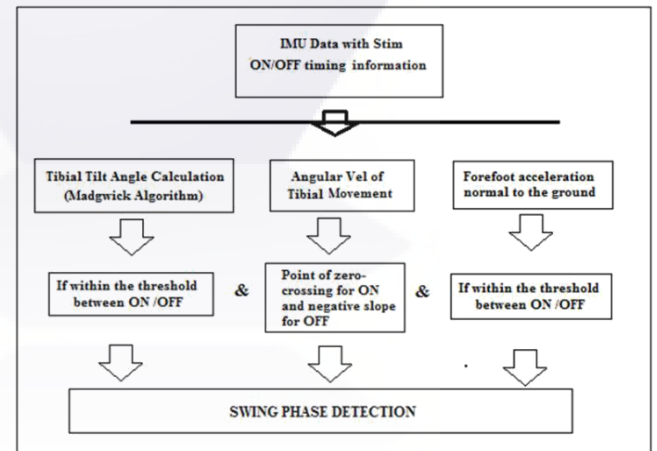 IMU Data with Stim
ON/OFF timing information
Tibial Tilt Angle Calculation
(Madgwick Algorithm)
Angular Vel of
Tibial Movement
Forefoot acceleration
normal to the ground
If within the threshold
between ON /OFF
&
Point of zero-
crossing for ON
and negative slope
for OFF
&
If within the threshold
between ON /OFF
SWING PHASE DETECTION